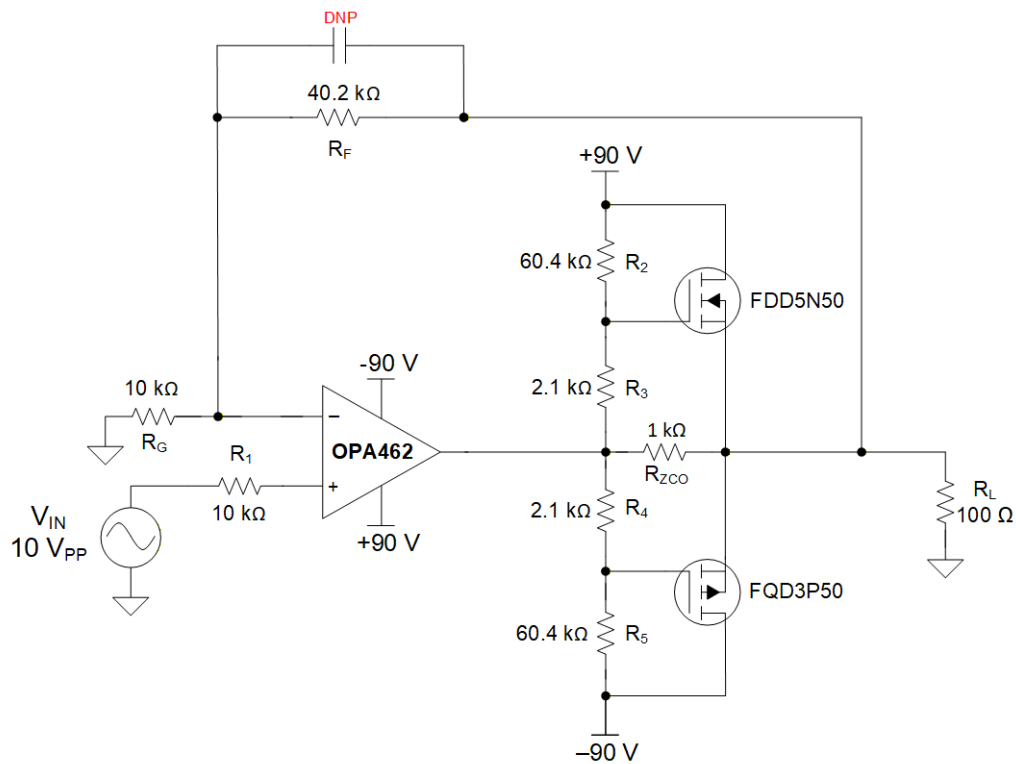 DNP
40.2 kΩ
RF
+90 V
60.4 kΩ
R2
FDD5N50
-90 V
10 kΩ
2.1 kΩ
R3
RG
−
OPA462
1 kΩ
RZCO
R1
+
2.1 kΩ
R4
RL
100 Ω
10 kΩ
VIN
10 VPP
+90 V
FQD3P50
60.4 kΩ
R5
–90 V